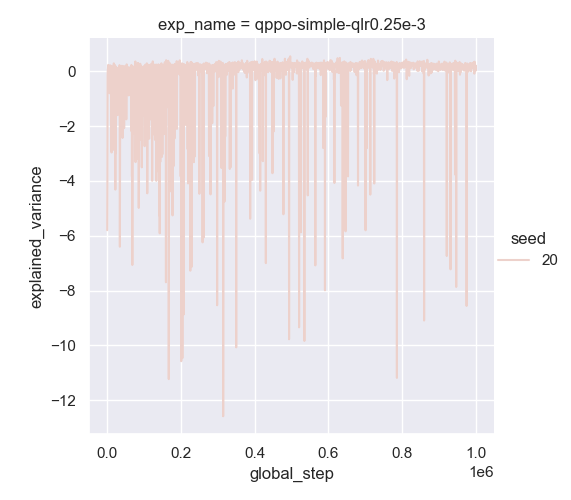 exp_name = qppo-simple-qlr0.25e-3
0
−2
−4
−6
−8
−10
−12
explained_variance
0.0 0.2 0.4 0.6 0.8 1.0
1e6
global_step
seed
20